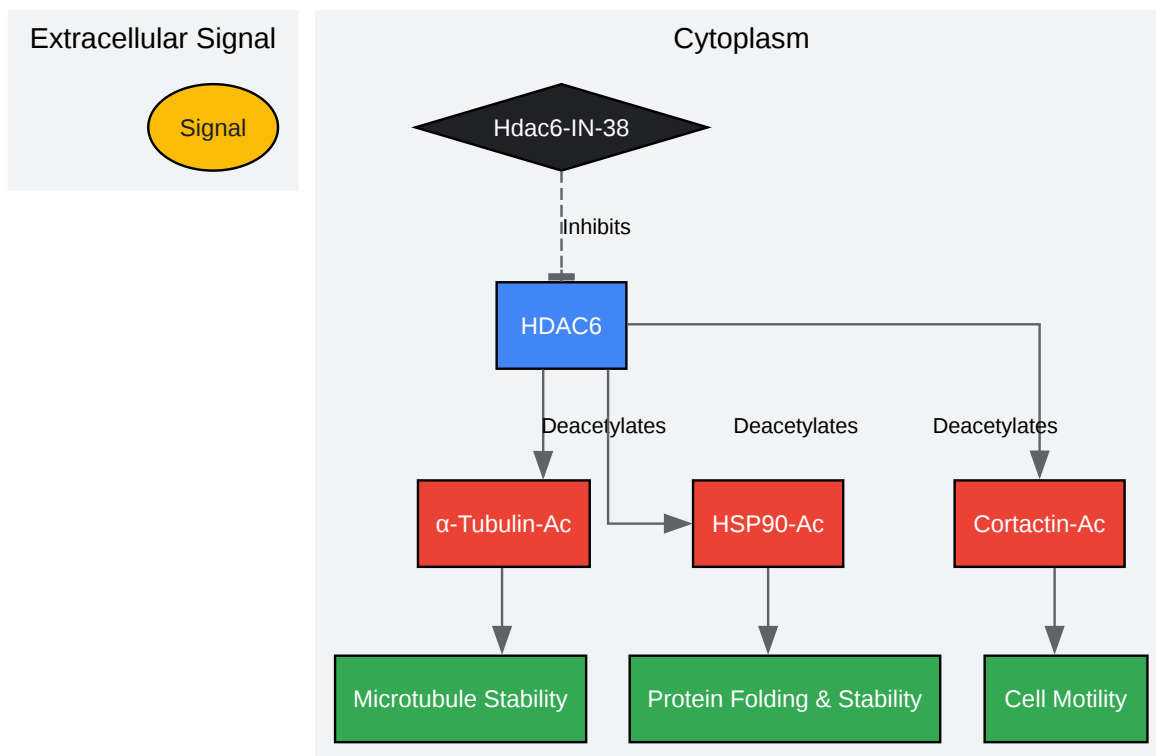 Extracellular Signal
Cytoplasm
Signal
Hdac6-IN-38
Inhibits
HDAC6
Deacetylates
Deacetylates
Deacetylates
α-Tubulin-Ac
HSP90-Ac
Cortactin-Ac
Microtubule Stability
Protein Folding & Stability
Cell Motility